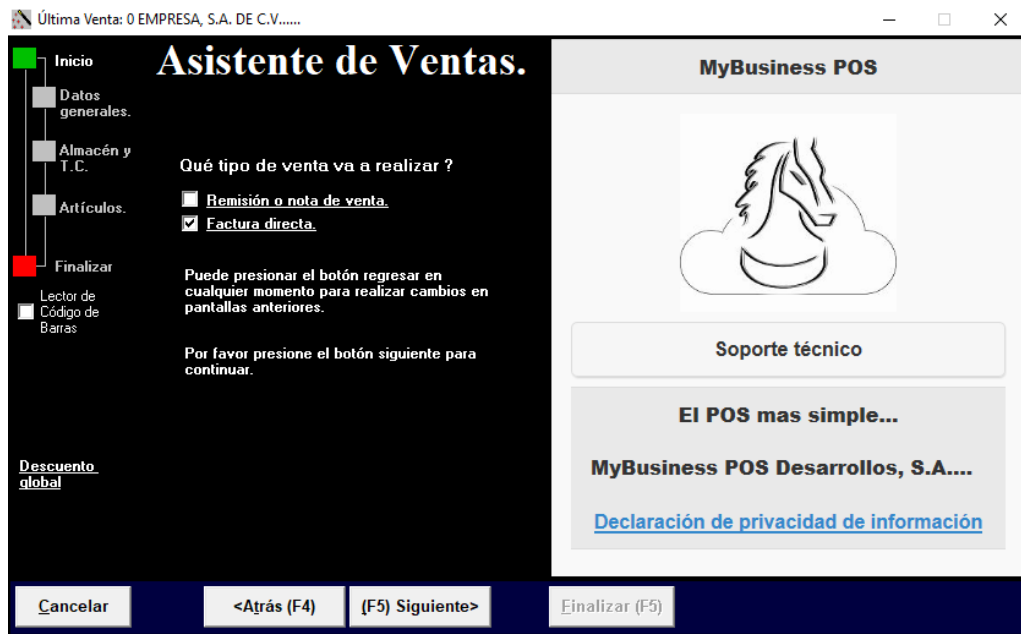 Última Venta: 0 EMPRESA, S.A. DE C.V......
Inicio
Datos
generales.
Almacén y
T.C.
Artículos.
Finalizar
Lector de
Código de
Barras
Descuento
global
Asistente de Ventas.
Qué tipo de venta va a realizar ?
Remisión o nota de venta.
Factura directa.
Puede presionar el botón regresar en
cualquier momento para realizar cambios en
pantallas anteriores.
Por favor presione el botón siguiente para
continuar.
MyBusiness POS
Soporte técnico
El POS mas simple...
MyBusiness POS Desarrollos, S.A....
Declaración de privacidad de información
Cancelar
<Atrás (F4)
(F5) Siguiente>
Finalizar (F5)